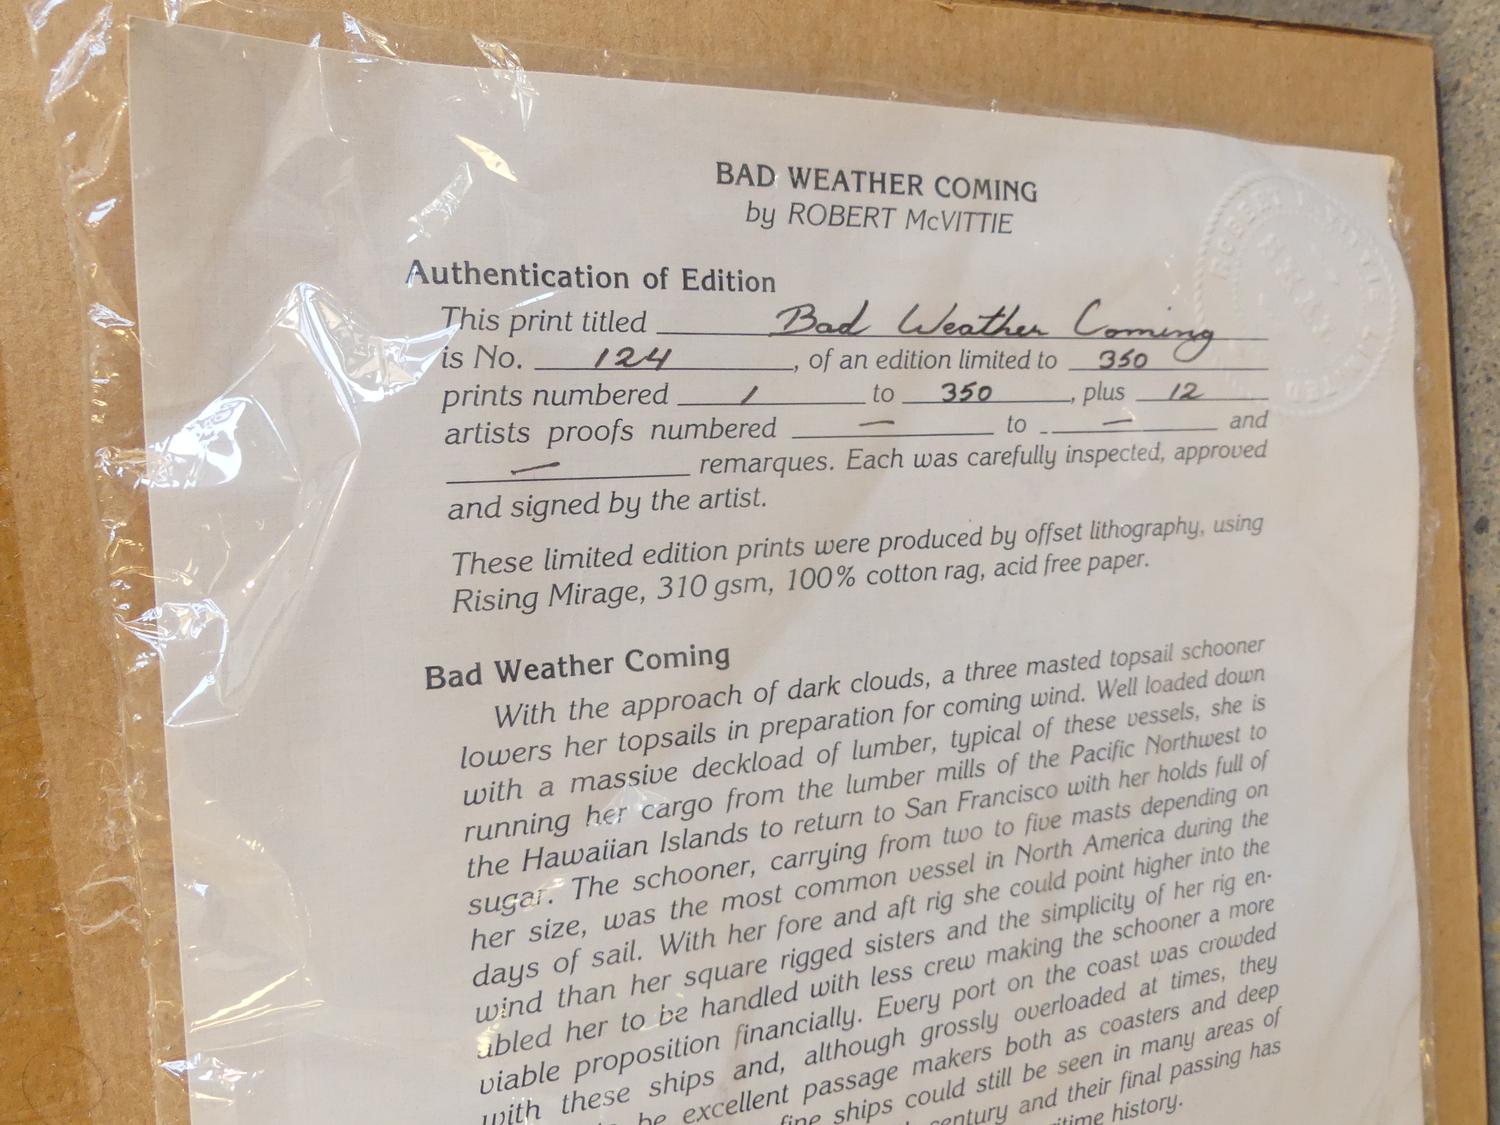 BAD WEATHER COMING
by ROBERT McVITTIE
Authentication of Edition
This print titled Bad Weather Coming
is No. 124, of an edition limited to 350
prints numbered 1 to 350, plus 12
artists proofs numbered — to — and
— remarques. Each was carefully inspected, approved
and signed by the artist.
These limited edition prints were produced by offset lithography, using
Rising Mirage, 310 gsm, 100% cotton rag, acid free paper.
Bad Weather Coming
With the approach of dark clouds, a three masted topsail schooner
lowers her topsails in preparation for coming wind. Well loaded down
with a massive deckload of lumber, typical of these vessels, she is
running her cargo from the lumber mills of the Pacific Northwest to
the Hawaiian Islands to return to San Francisco with her holds full of
sugar. The schooner, carrying from two to five masts depending on
her size, was the most common vessel in North America during the
days of sail. With her fore and aft rig she could point higher into the
wind than her square rigged sisters and the simplicity of her rig en-
abled her to be handled with less crew making the schooner a more
viable proposition financially. Every port on the coast was crowded
with these ships and, although grossly overloaded at times, they
be excellent passage makers both as coasters and deep
fine ships could still be seen in many areas of
century and their final passing has
history.